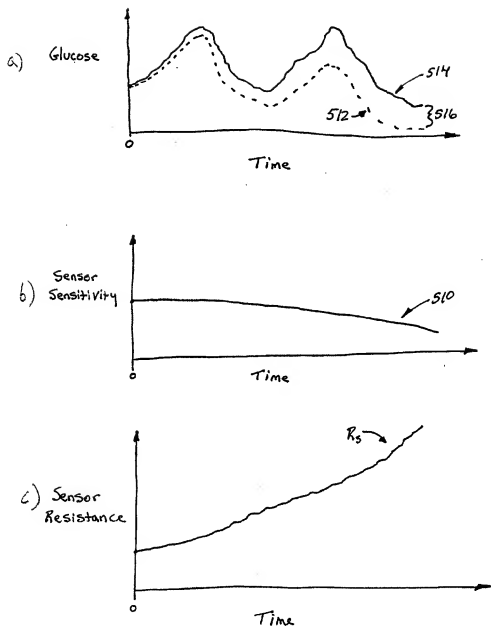 a) Glucose
514
512
516
0
Time
b) Sensor
Sensitivity
510
0
Time
Rs
c) Sensor
Resistance
0
Time